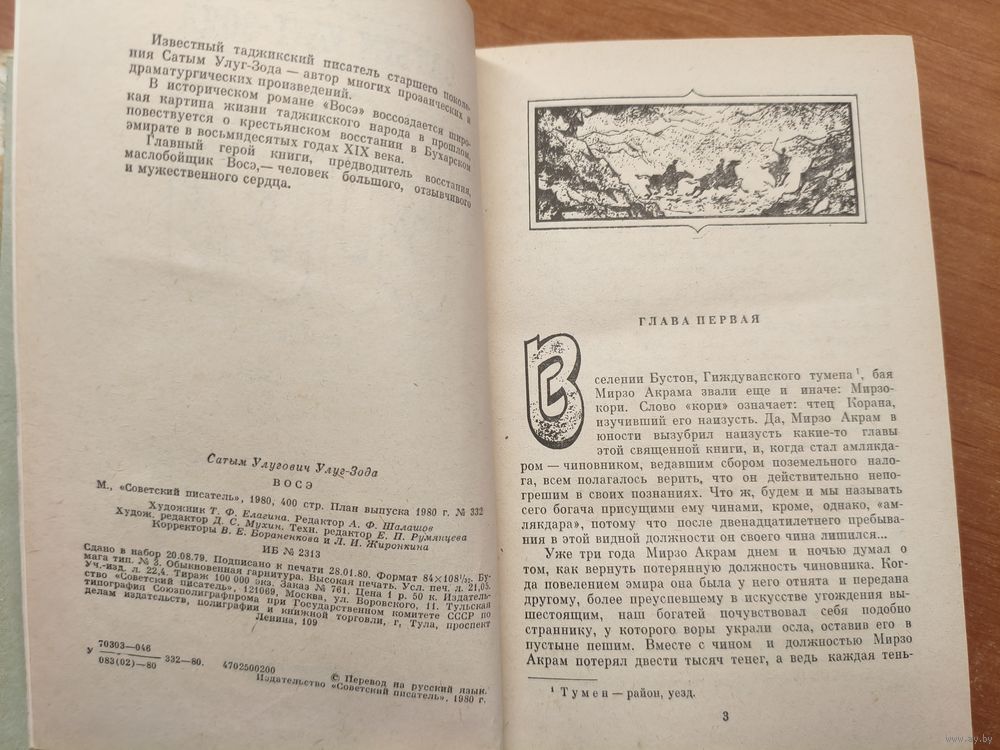 Известный таджикский писатель старшего поколе-
ния Сатым Улуг-Зода — автор многих прозаических и
драматургических произведений.
В историческом романе «Восэ» воссоздается широ-
кая картина жизни таджикского народа в прошлом,
повествуется о крестьянском восстании в Бухарском
эмирате в восьмидесятых годах XIX века.
Главный герой книги, предводитель восстания,
маслобойщик Восэ,— человек большого, отзывчивого
и мужественного сердца.
Сатым Улугович Улуг-Зода
ВОСЭ
М., «Советский писатель», 1980, 400 стр. План выпуска 1980 г. № 332
Художник Т. Ф. Елагина. Редактор А. Ф. Шалашов
Худож. редактор Д. С. Мухин. Техн. редактор Е. П. Румянцева
Корректоры В. Е. Бораненкова и Л. И. Жиронкина
ИБ № 2313
Сдано в набор 20.08.79. Подписано к печати 28.01.80. Формат 84×108¹/₃₂. Бу-
мага тип. № 3. Обыкновенная гарнитура. Высокая печать. Усл. печ. л. 21,05.
Уч.-изд. л. 22,4. Тираж 100 000 экз. Заказ № 761. Цена 1 р. 50 к. Издатель-
ство «Советский писатель», 121069, Москва, ул. Воровского, 11. Тульская
типография Союзполиграфпрома при Государственном комитете СССР по
делам издательств, полиграфии и книжной торговли, г. Тула, проспект
Ленина, 109
У 70303—046
083(02)—80 332—80. 4702500200
© Перевод на русский язык.
Издательство «Советский писатель», 1980 г.
ГЛАВА ПЕРВАЯ
В селении Бустон, Гиждуванского тумена¹, бая
Мирзо Акрама звали еще и иначе: Мирзо-
кори. Слово «кори» означает: чтец Корана,
изучивший его наизусть. Да, Мирзо Акрам в
юности вызубрил наизусть какие-то главы
этой священной книги, и, когда стал амлякда-
ром — чиновником, ведавшим сбором поземельного нало-
га, всем полагалось верить, что он действительно непо-
грешим в своих познаниях. Что ж, будем и мы называть
сего богача присущими ему чинами, кроме, однако, «ам-
лякдара», потому что после двенадцатилетнего пребыва-
ния в этой видной должности он своего чина лишился...
Уже три года Мирзо Акрам днем и ночью думал о
том, как вернуть потерянную должность чиновника. Ког-
да повелением эмира она была у него отнята и передана
другому, более преуспевшему в искусстве угождения вы-
шестоящим, наш богатей почувствовал себя подобно
страннику, у которого воры украли осла, оставив его в
пустыне пешим. Вместе с чином и должностью Мирзо
Акрам потерял двести тысяч тенег, а ведь каждая тень-
¹ Тумен — район, уезд.
3
www.ay.by